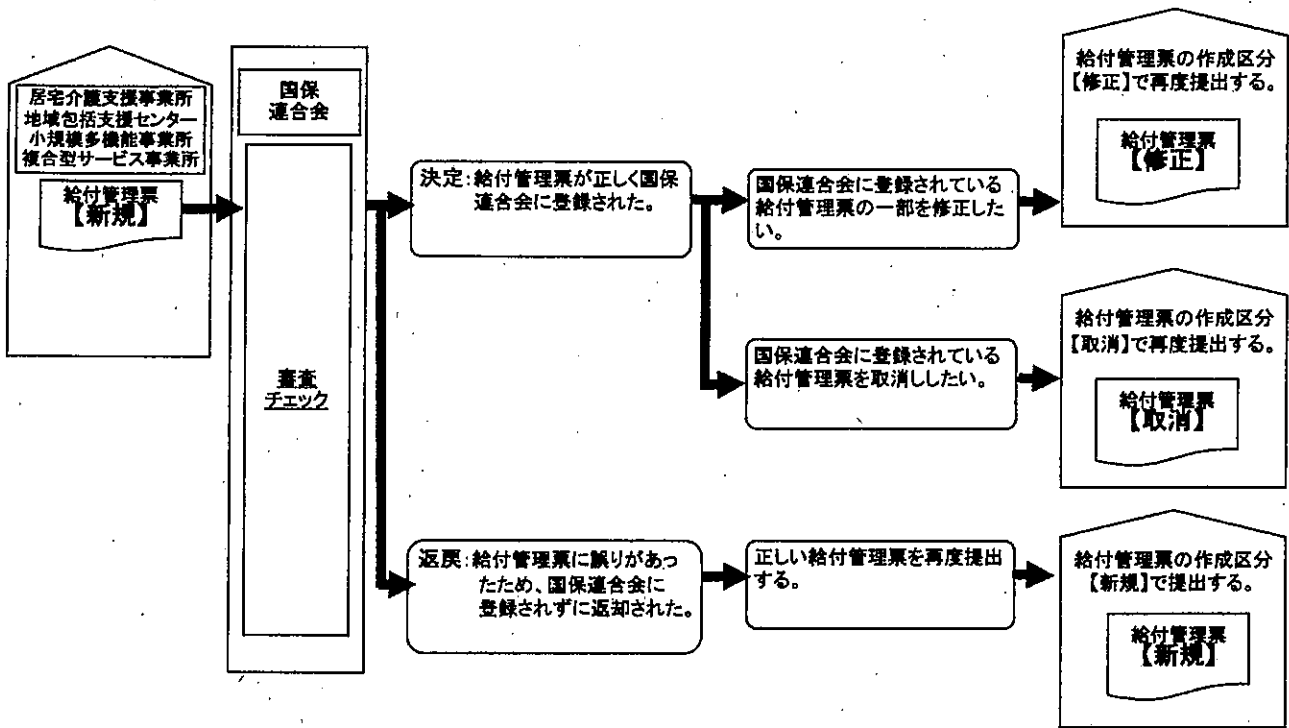 居宅介護支援事業所
地域包括支援センター
小規模多機能事業所
複合型サービス事業所
給付管理票
【新規】
国保
連合会
審査
チェック
決定:給付管理票が正しく国保
連合会に登録された。
返戻:給付管理票に誤りがあっ
たため、国保連合会に
登録されずに返却された。
国保連合会に登録されている
給付管理票の一部を修正した
い。
国保連合会に登録されている
給付管理票を取消ししたい。
正しい給付管理票を再度提出
する。
給付管理票の作成区分
【修正】で再度提出する。
給付管理票
【修正】
給付管理票の作成区分
【取消】で再度提出する。
給付管理票
【取消】
給付管理票の作成区分
【新規】で提出する。
給付管理票
【新規】